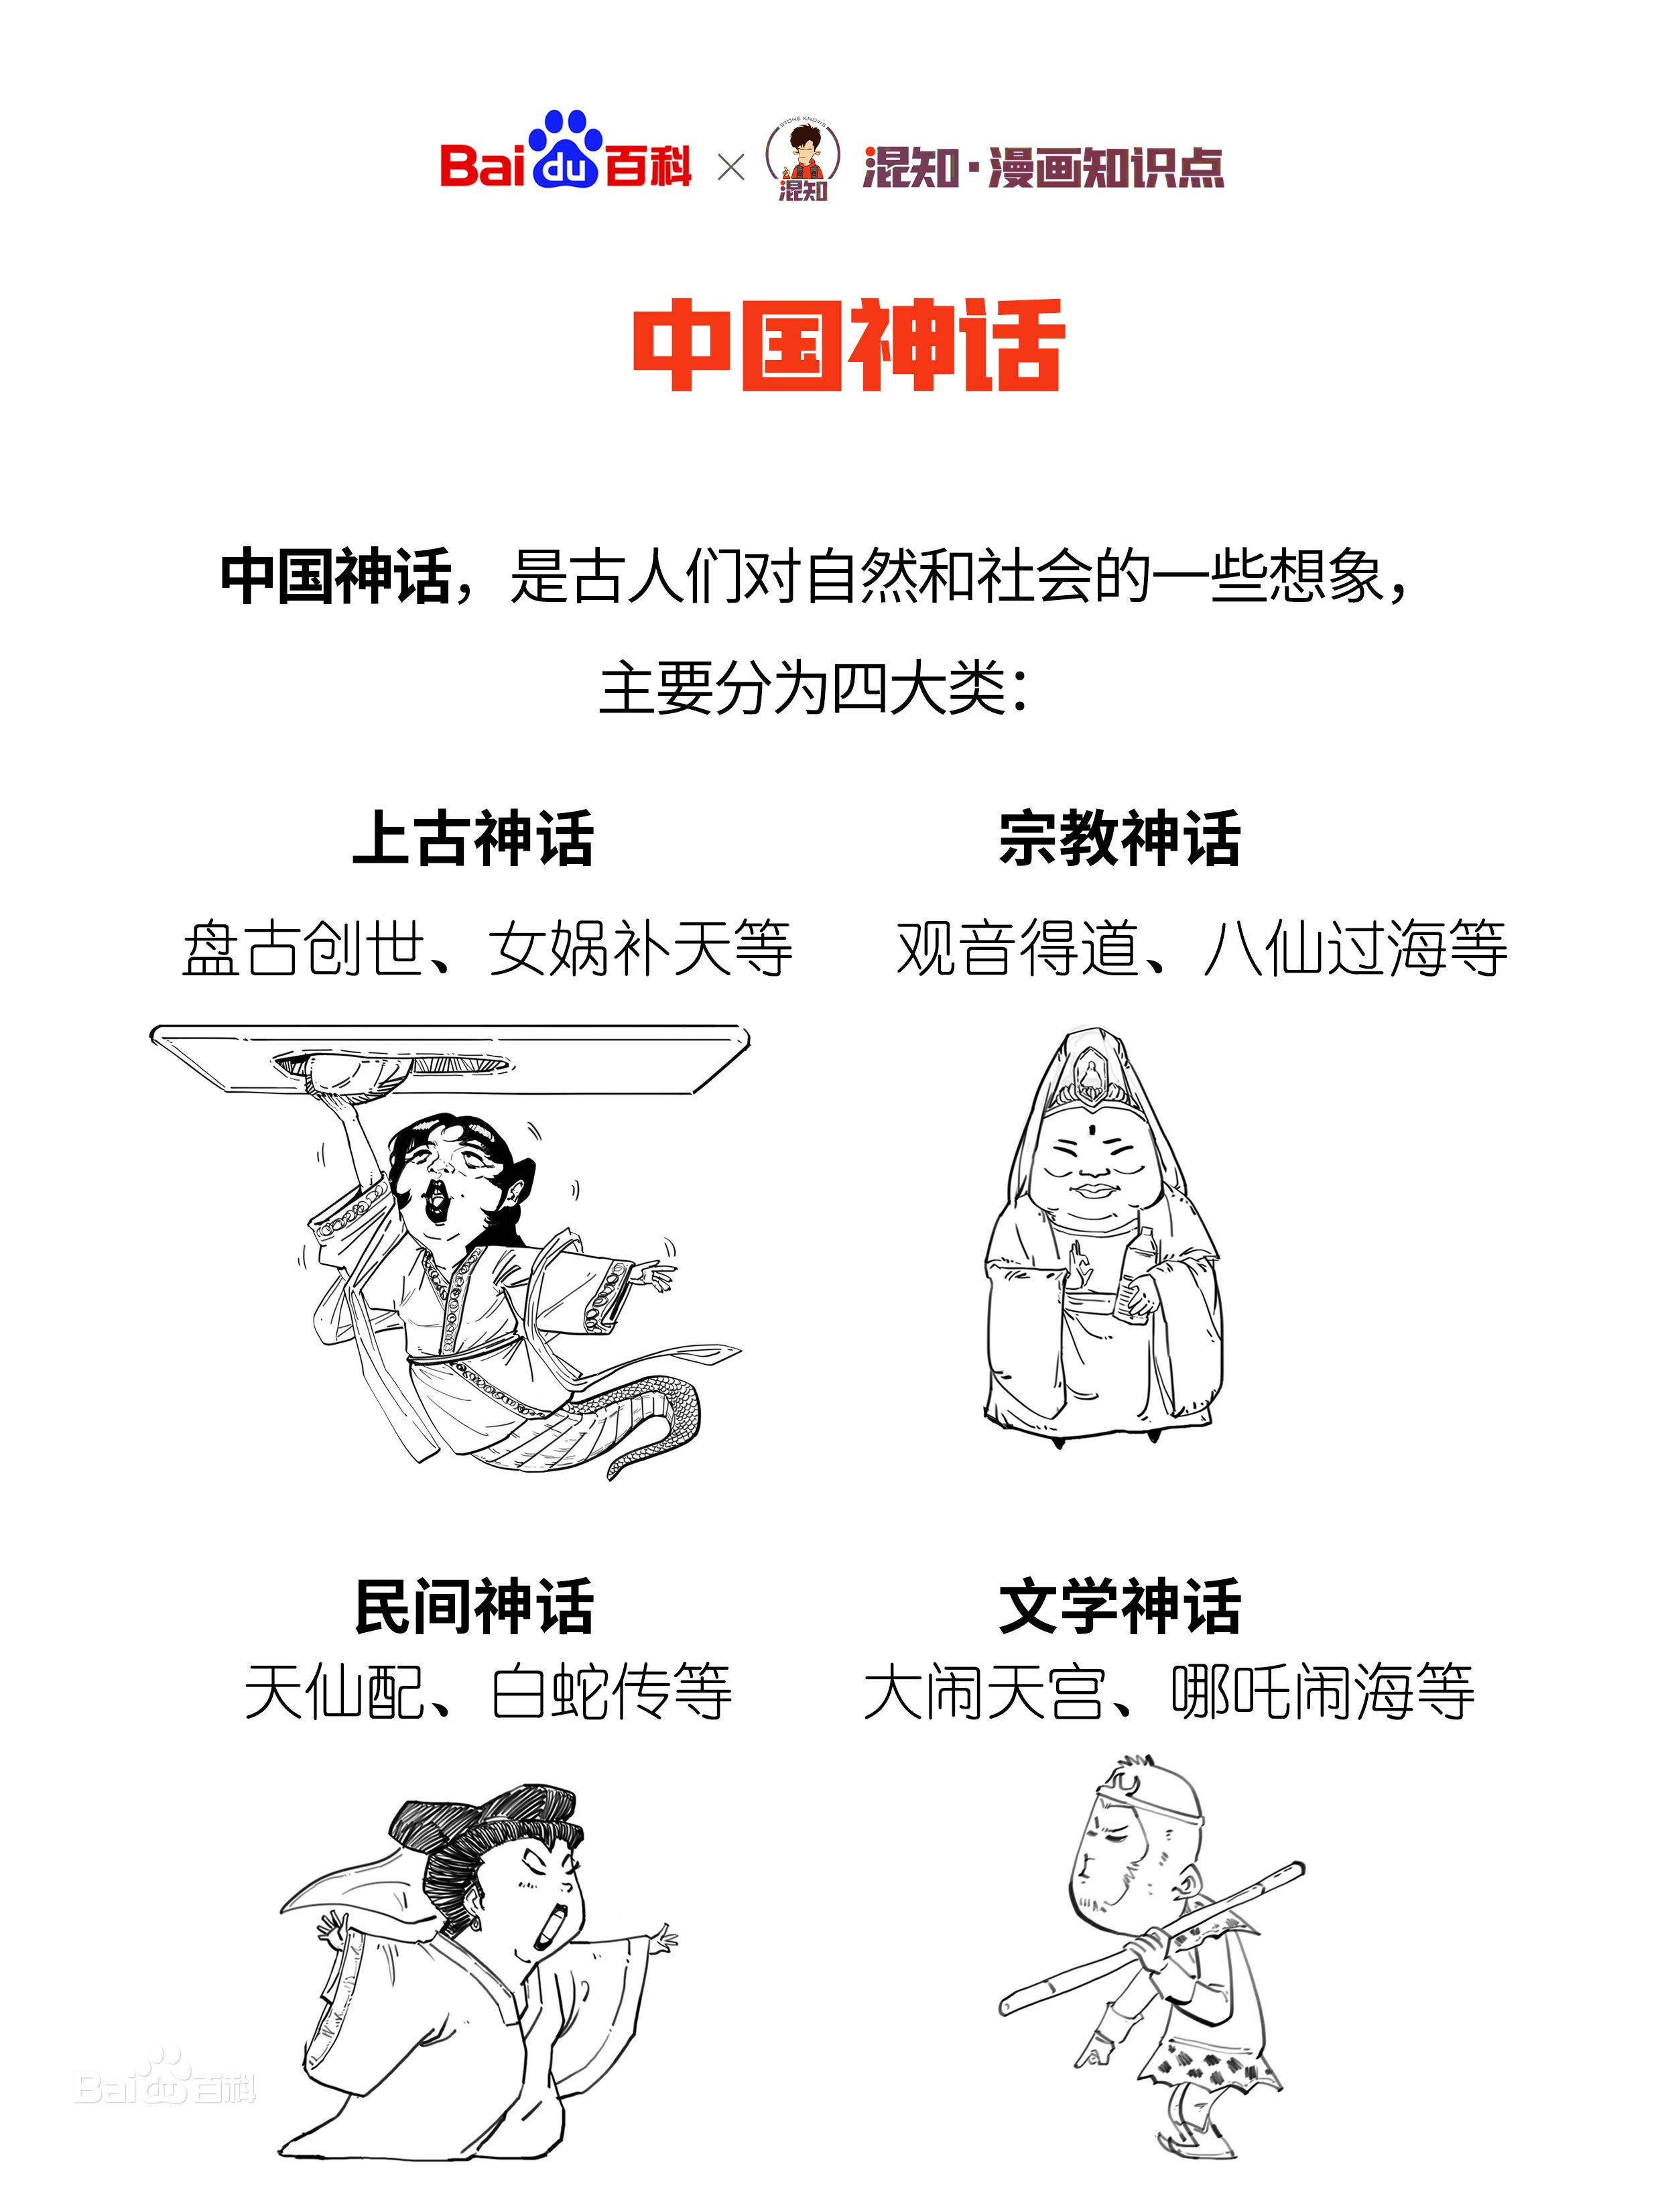 Baidu百科 × STONE KNOWS 混知 混知·漫画知识点
中国神话
中国神话，是古人们对自然和社会的一些想象，
主要分为四大类：
上古神话 宗教神话
盘古创世、女娲补天等 观音得道、八仙过海等
民间神话 文学神话
天仙配、白蛇传等 大闹天宫、哪吒闹海等
Baidu百科